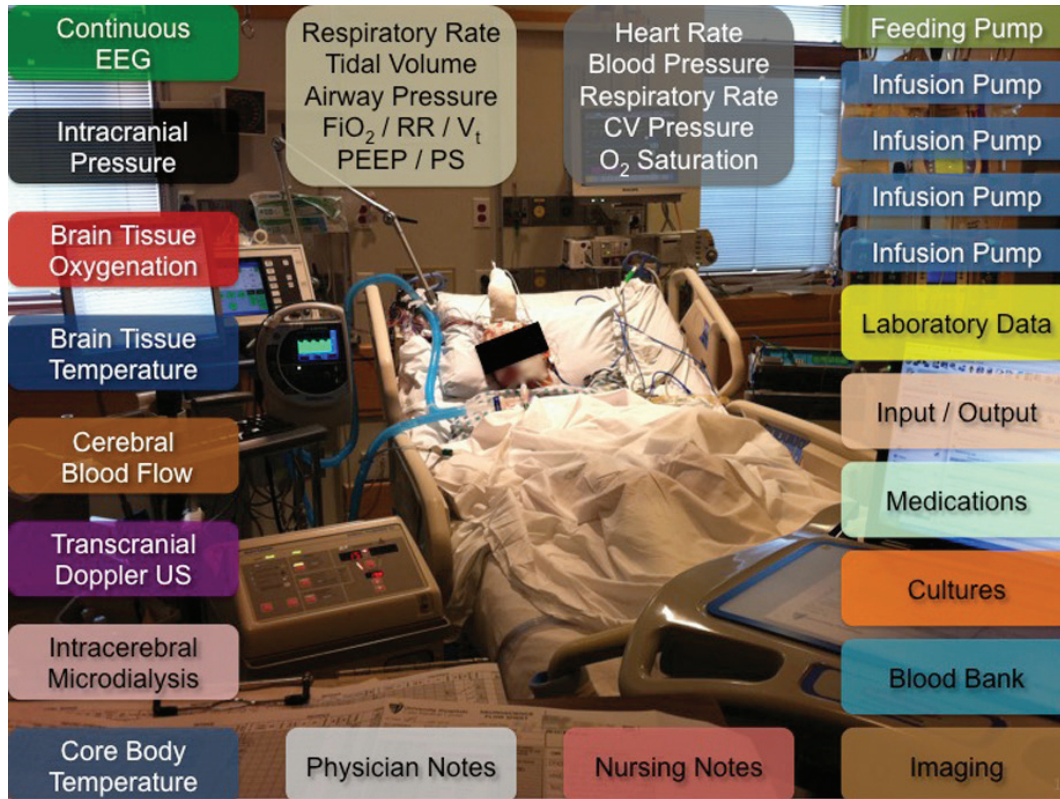 Continuous
EEG
Intracranial
Pressure
Brain Tissue
Oxygenation
Brain Tissue
Temperature
Cerebral
Blood Flow
Transcranial
Doppler US
Intracerebral
Microdialysis
Core Body
Temperature
Respiratory Rate
Tidal Volume
Airway Pressure
FiO₂ / RR / Vₜ
PEEP / PS
Heart Rate
Blood Pressure
Respiratory Rate
CV Pressure
O₂ Saturation
Feeding Pump
Infusion Pump
Infusion Pump
Infusion Pump
Infusion Pump
Laboratory Data
Input / Output
Medications
Cultures
Blood Bank
Physician Notes
Nursing Notes
Imaging